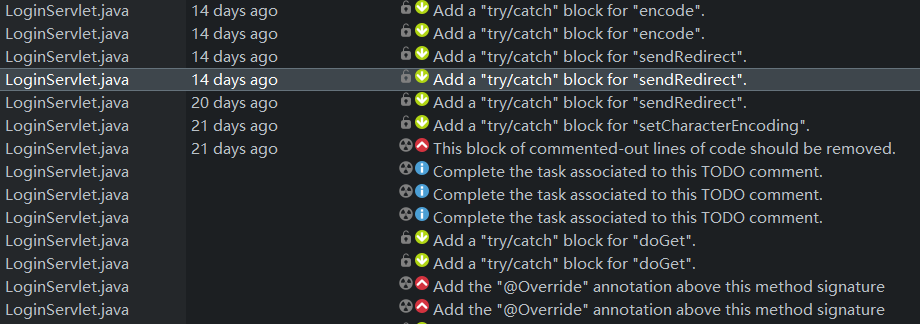 LoginServlet.java 14 days ago Add a "try/catch" block for "encode".
LoginServlet.java 14 days ago Add a "try/catch" block for "encode".
LoginServlet.java 14 days ago Add a "try/catch" block for "sendRedirect".
LoginServlet.java 14 days ago Add a "try/catch" block for "sendRedirect".
LoginServlet.java 20 days ago Add a "try/catch" block for "sendRedirect".
LoginServlet.java 21 days ago Add a "try/catch" block for "setCharacterEncoding".
LoginServlet.java 21 days ago This block of commented-out lines of code should be removed.
LoginServlet.java Complete the task associated to this TODO comment.
LoginServlet.java Complete the task associated to this TODO comment.
LoginServlet.java Complete the task associated to this TODO comment.
LoginServlet.java Add a "try/catch" block for "doGet".
LoginServlet.java Add a "try/catch" block for "doGet".
LoginServlet.java Add the "@Override" annotation above this method signature
LoginServlet.java Add the "@Override" annotation above this method signature